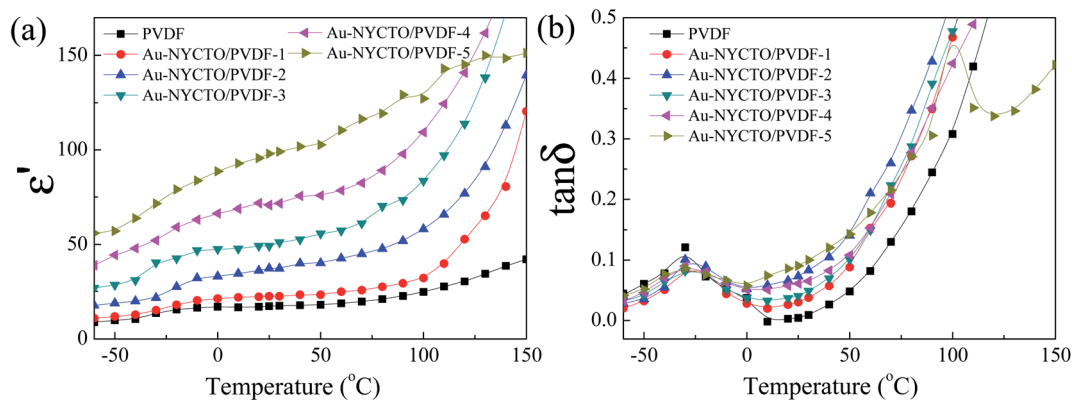 (a)
PVDF
Au-NYCTO/PVDF-4
Au-NYCTO/PVDF-1
Au-NYCTO/PVDF-5
Au-NYCTO/PVDF-2
Au-NYCTO/PVDF-3
150
100
50
0
ε'
-50 0 50 100 150
Temperature (°C)
(b)
PVDF
Au-NYCTO/PVDF-1
Au-NYCTO/PVDF-2
Au-NYCTO/PVDF-3
Au-NYCTO/PVDF-4
Au-NYCTO/PVDF-5
0.5
0.4
0.3
0.2
0.1
0.0
tanδ
-50 0 50 100 150
Temperature (°C)